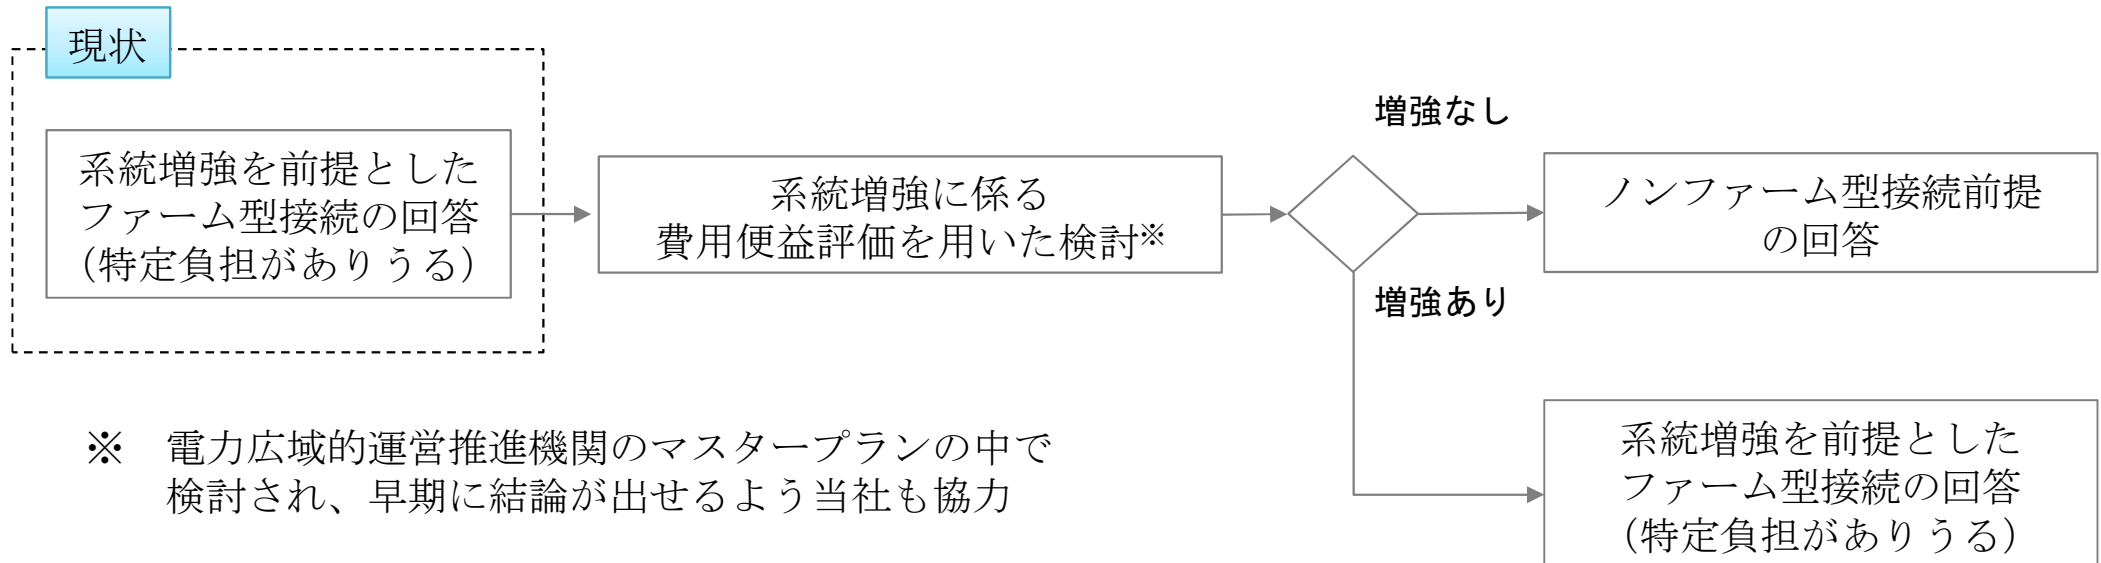 現状
系統増強を前提とした
ファーム型接続の回答
（特定負担がありうる）
系統増強に係る
費用便益評価を用いた検討※
増強なし
ノンファーム型接続前提
の回答
増強あり
系統増強を前提とした
ファーム型接続の回答
（特定負担がありうる）
※　電力広域的運営推進機関のマスタープランの中で
検討され、早期に結論が出せるよう当社も協力